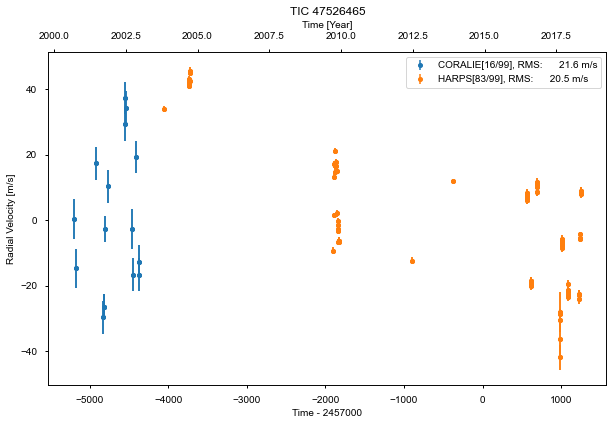 TIC 47526465
Time [Year]
2000.0 2002.5 2005.0 2007.5 2010.0 2012.5 2015.0 2017.5
CORALIE[16/99], RMS: 21.6 m/s
HARPS[83/99], RMS: 20.5 m/s
40
20
0
−20
−40
Radial Velocity [m/s]
−5000 −4000 −3000 −2000 −1000 0 1000
Time - 2457000